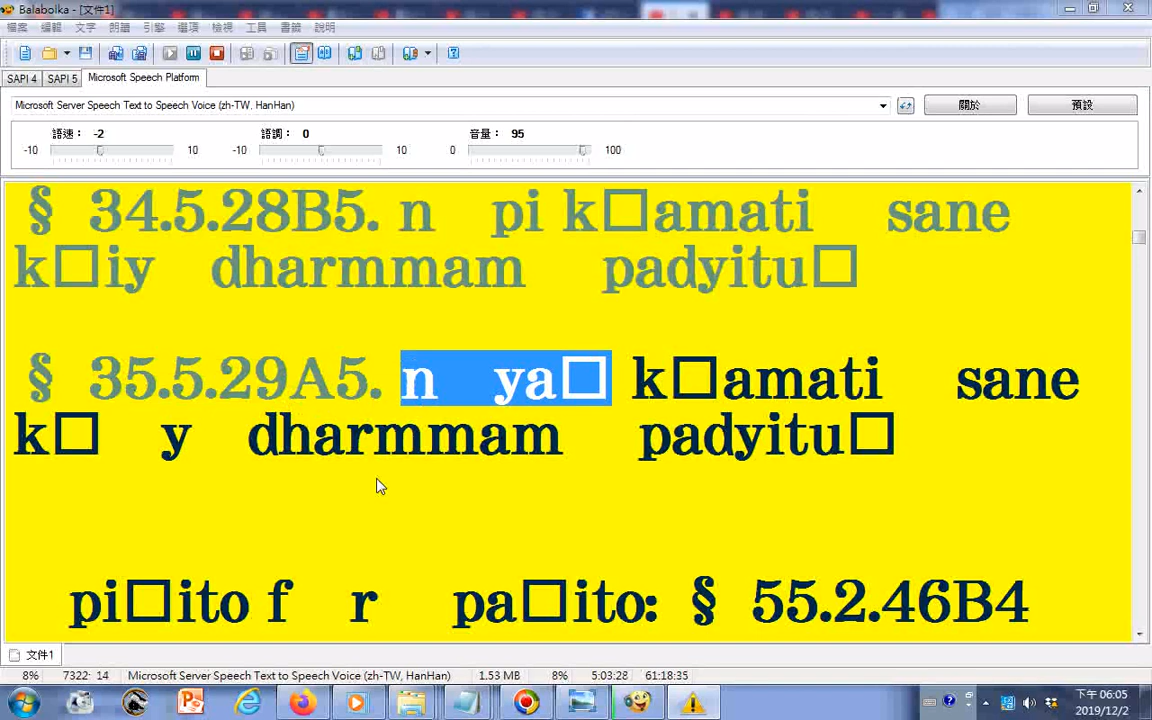 Balabolka - [文件1]
檔案 編輯 文字 朗讀 引擎 選項 檢視 工具 書籤 說明
SAPI 4 SAPI 5 Microsoft Speech Platform
Microsoft Server Speech Text to Speech Voice (zh-TW, HanHan) 關於 預設
語速： -2 語調： 0 音量： 95
-10 10 -10 10 0 100
§ 34.5.28B5. n pi k□amati sane
k□iy dharmmam padyitu□
§ 35.5.29A5. n ya□ k□amati sane
k□ y dharmmam padyitu□
pi□ito f r pa□ito: § 55.2.46B4
文件1
8% 7322: 14 Microsoft Server Speech Text to Speech Voice (zh-TW, HanHan) 1.53 MB 8% 5:03:28 61:18:35
下午 06:05
2019/12/2